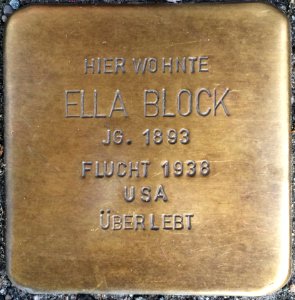 HIER WOHNTE
ELLA BLOCK
JG. 1893
FLUCHT 1938
USA
ÜBERLEBT